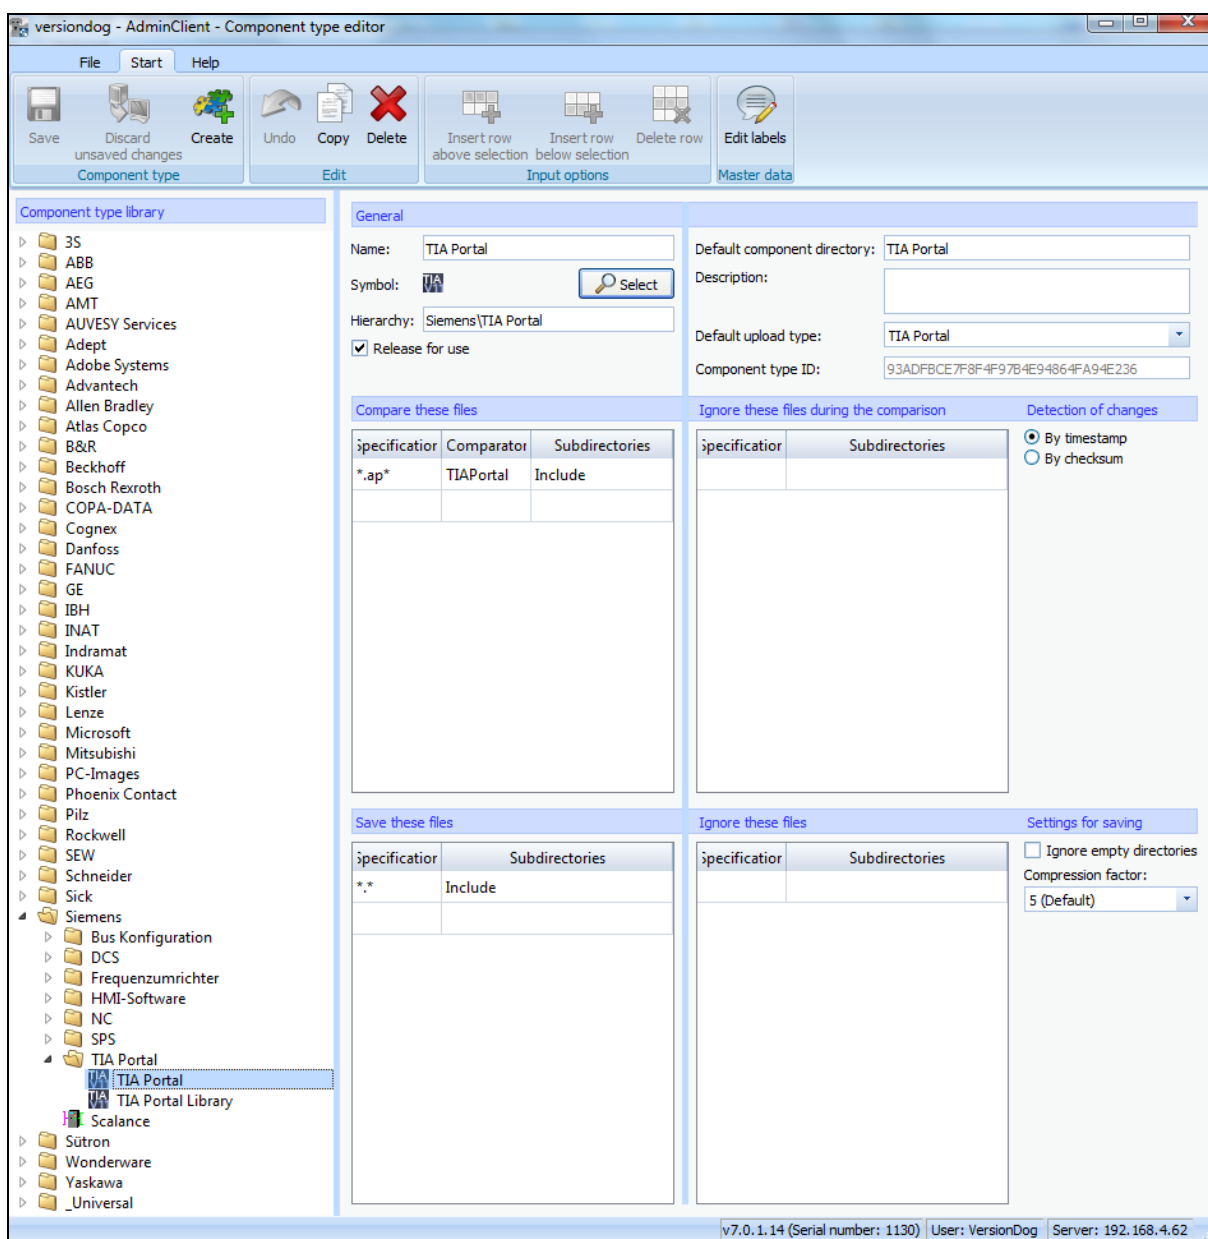 versiondog - AdminClient - Component type editor
File Start Help
Save
Discard unsaved changes
Create
Undo
Copy
Delete
Insert row above selection
Insert row below selection
Delete row
Edit labels
Component type
Edit
Input options
Master data
Component type library
3S
ABB
AEG
AMT
AUVESY Services
Adept
Adobe Systems
Advantech
Allen Bradley
Atlas Copco
B&R
Beckhoff
Bosch Rexroth
COPA-DATA
Cognex
Danfoss
FANUC
GE
IBH
INAT
Indramat
KUKA
Kistler
Lenze
Microsoft
Mitsubishi
PC-Images
Phoenix Contact
Pilz
Rockwell
SEW
Schneider
Sick
Siemens
Bus Konfiguration
DCS
Frequenzumrichter
HMI-Software
NC
SPS
TIA Portal
TIA Portal
TIA Portal Library
Scalance
Sütron
Wonderware
Yaskawa
_Universal
General
Name: TIA Portal
Symbol: TIA Select
Hierarchy: Siemens\TIA Portal
Release for use
Default component directory: TIA Portal
Description:
Default upload type: TIA Portal
Component type ID: 93ADFBCE7F8F4F97B4E94864FA94E236
Compare these files
Specification Comparator Subdirectories
*.ap* TIAPortal Include
Ignore these files during the comparison
Specification Subdirectories
Detection of changes
By timestamp
By checksum
Save these files
Specification Subdirectories
*.* Include
Ignore these files
Specification Subdirectories
Settings for saving
Ignore empty directories
Compression factor:
5 (Default)
v7.0.1.14 (Serial number: 1130) User: VersionDog Server: 192.168.4.62